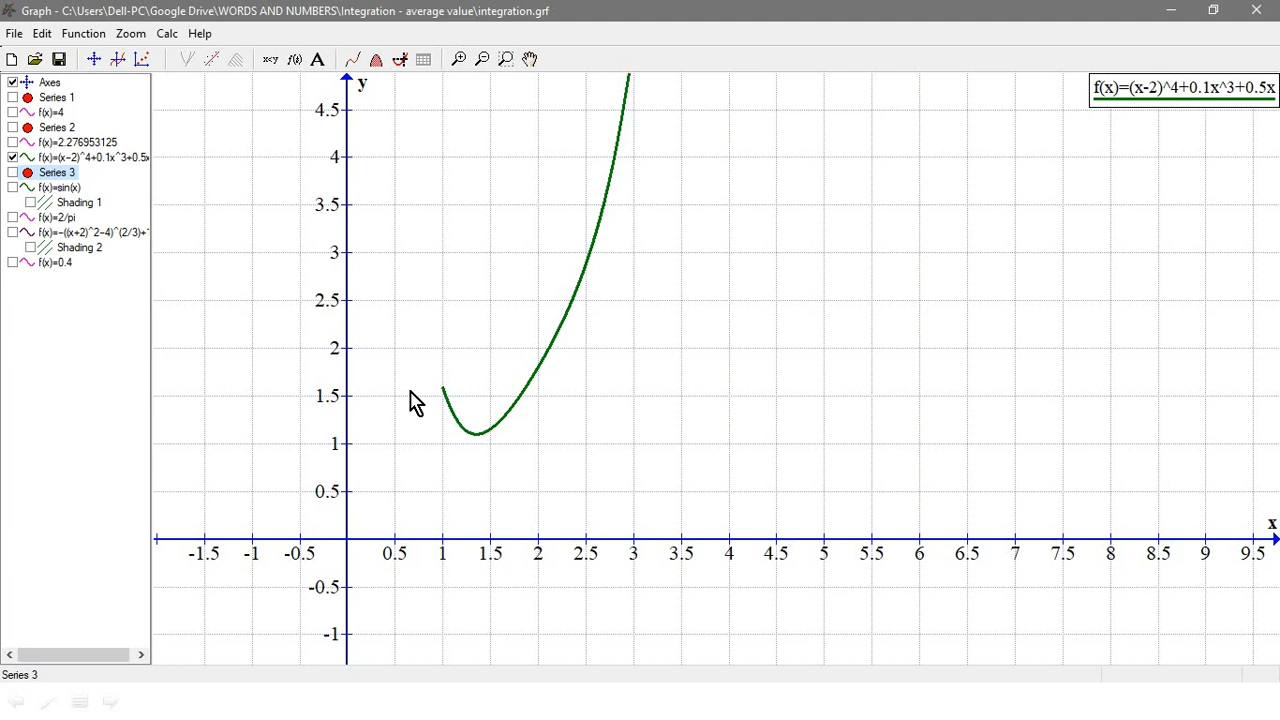 Graph - C:\Users\Dell-PC\Google Drive\WORDS AND NUMBERS\Integration - average value\integration.grf
File Edit Function Zoom Calc Help
Axes
Series 1
f(x)=4
Series 2
f(x)=2.276953125
f(x)=(x-2)^4+0.1x^3+0.5x
Series 3
f(x)=sin(x)
Shading 1
f(x)=2/pi
f(x)=-((x+2)^2-4)^(2/3)+
Shading 2
f(x)=0.4
y
f(x)=(x-2)^4+0.1x^3+0.5x
4.5
4
3.5
3
2.5
2
1.5
1
0.5
x
-1.5 -1 -0.5 0.5 1 1.5 2 2.5 3 3.5 4 4.5 5 5.5 6 6.5 7 7.5 8 8.5 9 9.5
-0.5
-1
Series 3